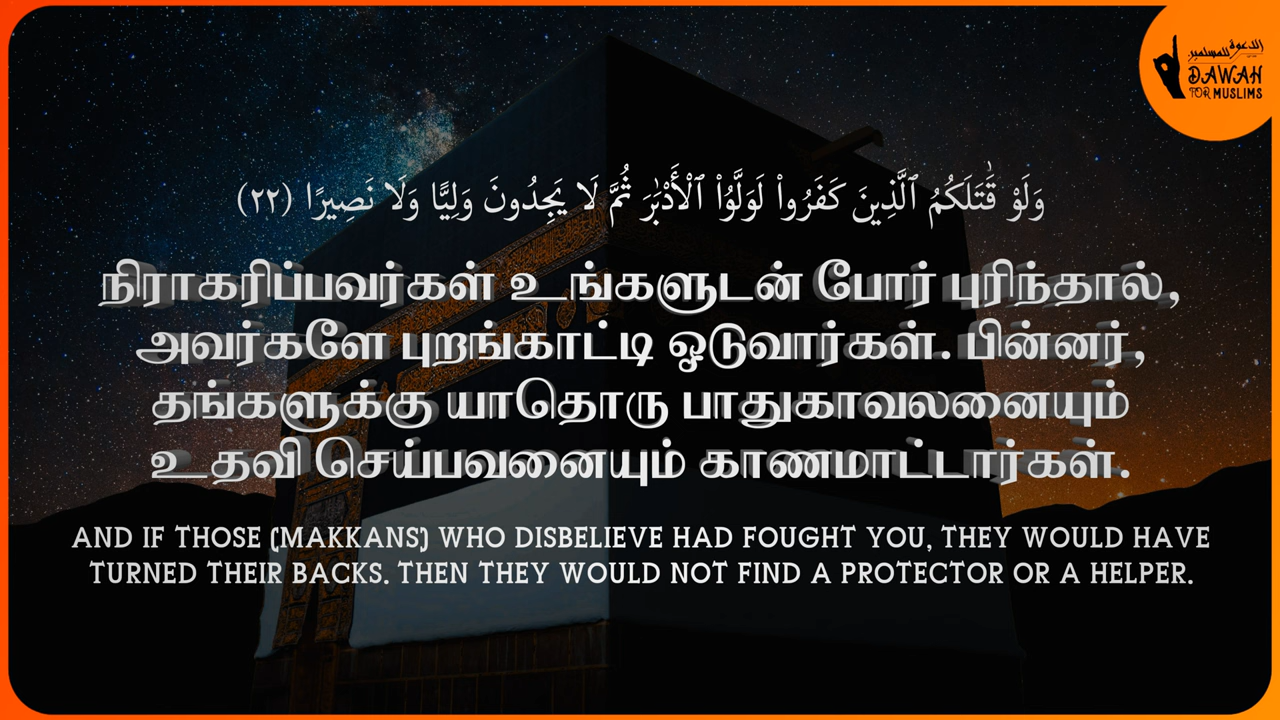 الدعوة للمسلمين
DAWAH
FOR MUSLIMS
وَلَوْ قَٰتَلَكُمُ ٱلَّذِينَ كَفَرُوا۟ لَوَلَّوُا۟ ٱلْأَدْبَٰرَ ثُمَّ لَا يَجِدُونَ وَلِيًّا وَلَا نَصِيرًا (٢٢)
நிராகரிப்பவர்கள் உங்களுடன் போர் புரிந்தால்,
அவர்களே புறங்காட்டி ஓடுவார்கள். பின்னர்,
தங்களுக்கு யாதொரு பாதுகாவலனையும்
உதவி செய்பவனையும் காணமாட்டார்கள்.
AND IF THOSE (MAKKANS) WHO DISBELIEVE HAD FOUGHT YOU, THEY WOULD HAVE
TURNED THEIR BACKS. THEN THEY WOULD NOT FIND A PROTECTOR OR A HELPER.